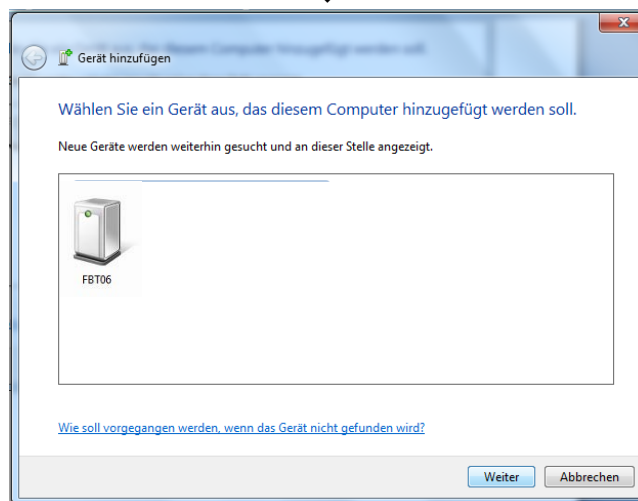 Gerät hinzufügen
Wählen Sie ein Gerät aus, das diesem Computer hinzugefügt werden soll.
Neue Geräte werden weiterhin gesucht und an dieser Stelle angezeigt.
FBT06
Wie soll vorgegangen werden, wenn das Gerät nicht gefunden wird?
Weiter
Abbrechen